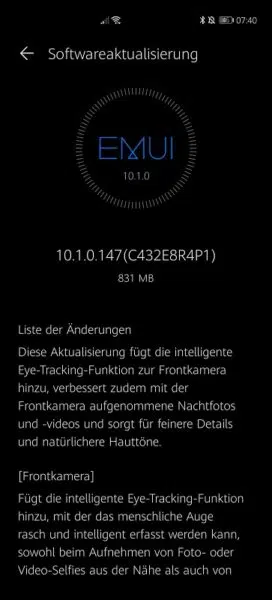 07:40
← Softwareaktualisierung
EMUI
10.1.0
10.1.0.147(C432E8R4P1)
831 MB
Liste der Änderungen
Diese Aktualisierung fügt die intelligente
Eye-Tracking-Funktion zur Frontkamera
hinzu, verbessert zudem mit der
Frontkamera aufgenommene Nachtfotos
und -videos und sorgt für feinere Details
und natürlichere Hauttöne.
[Frontkamera]
Fügt die intelligente Eye-Tracking-Funktion
hinzu, mit der das menschliche Auge
rasch und intelligent erfasst werden kann,
sowohl beim Aufnehmen von Foto- oder
Video-Selfies aus der Nähe als auch von